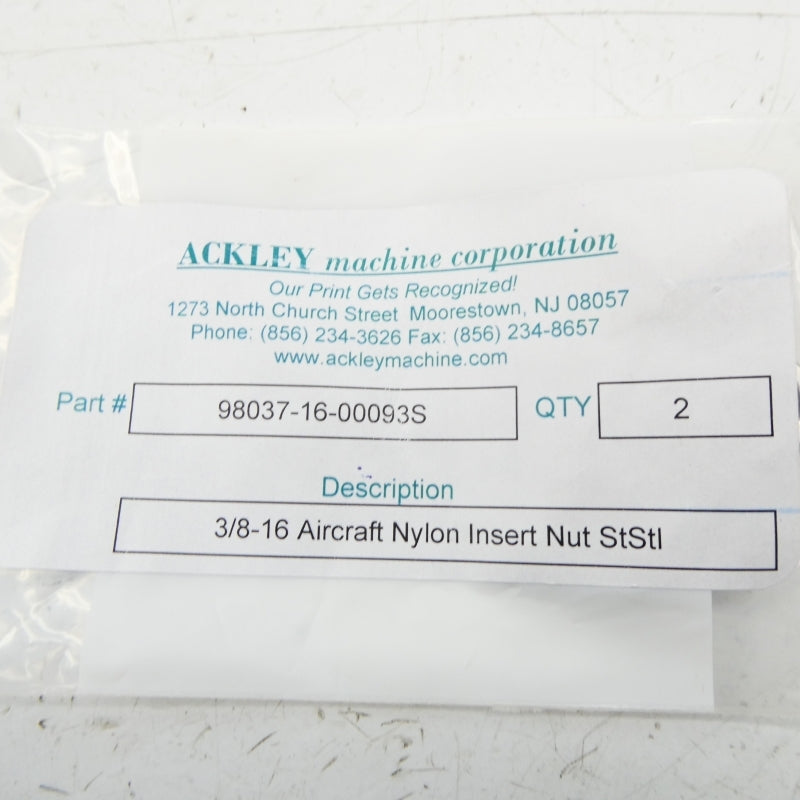 ACKLEY machine corporation
Our Print Gets Recognized!
1273 North Church Street Moorestown, NJ 08057
Phone: (856) 234-3626 Fax: (856) 234-8657
www.ackleymachine.com
Part # 98037-16-00093S QTY 2
Description
3/8-16 Aircraft Nylon Insert Nut StStl